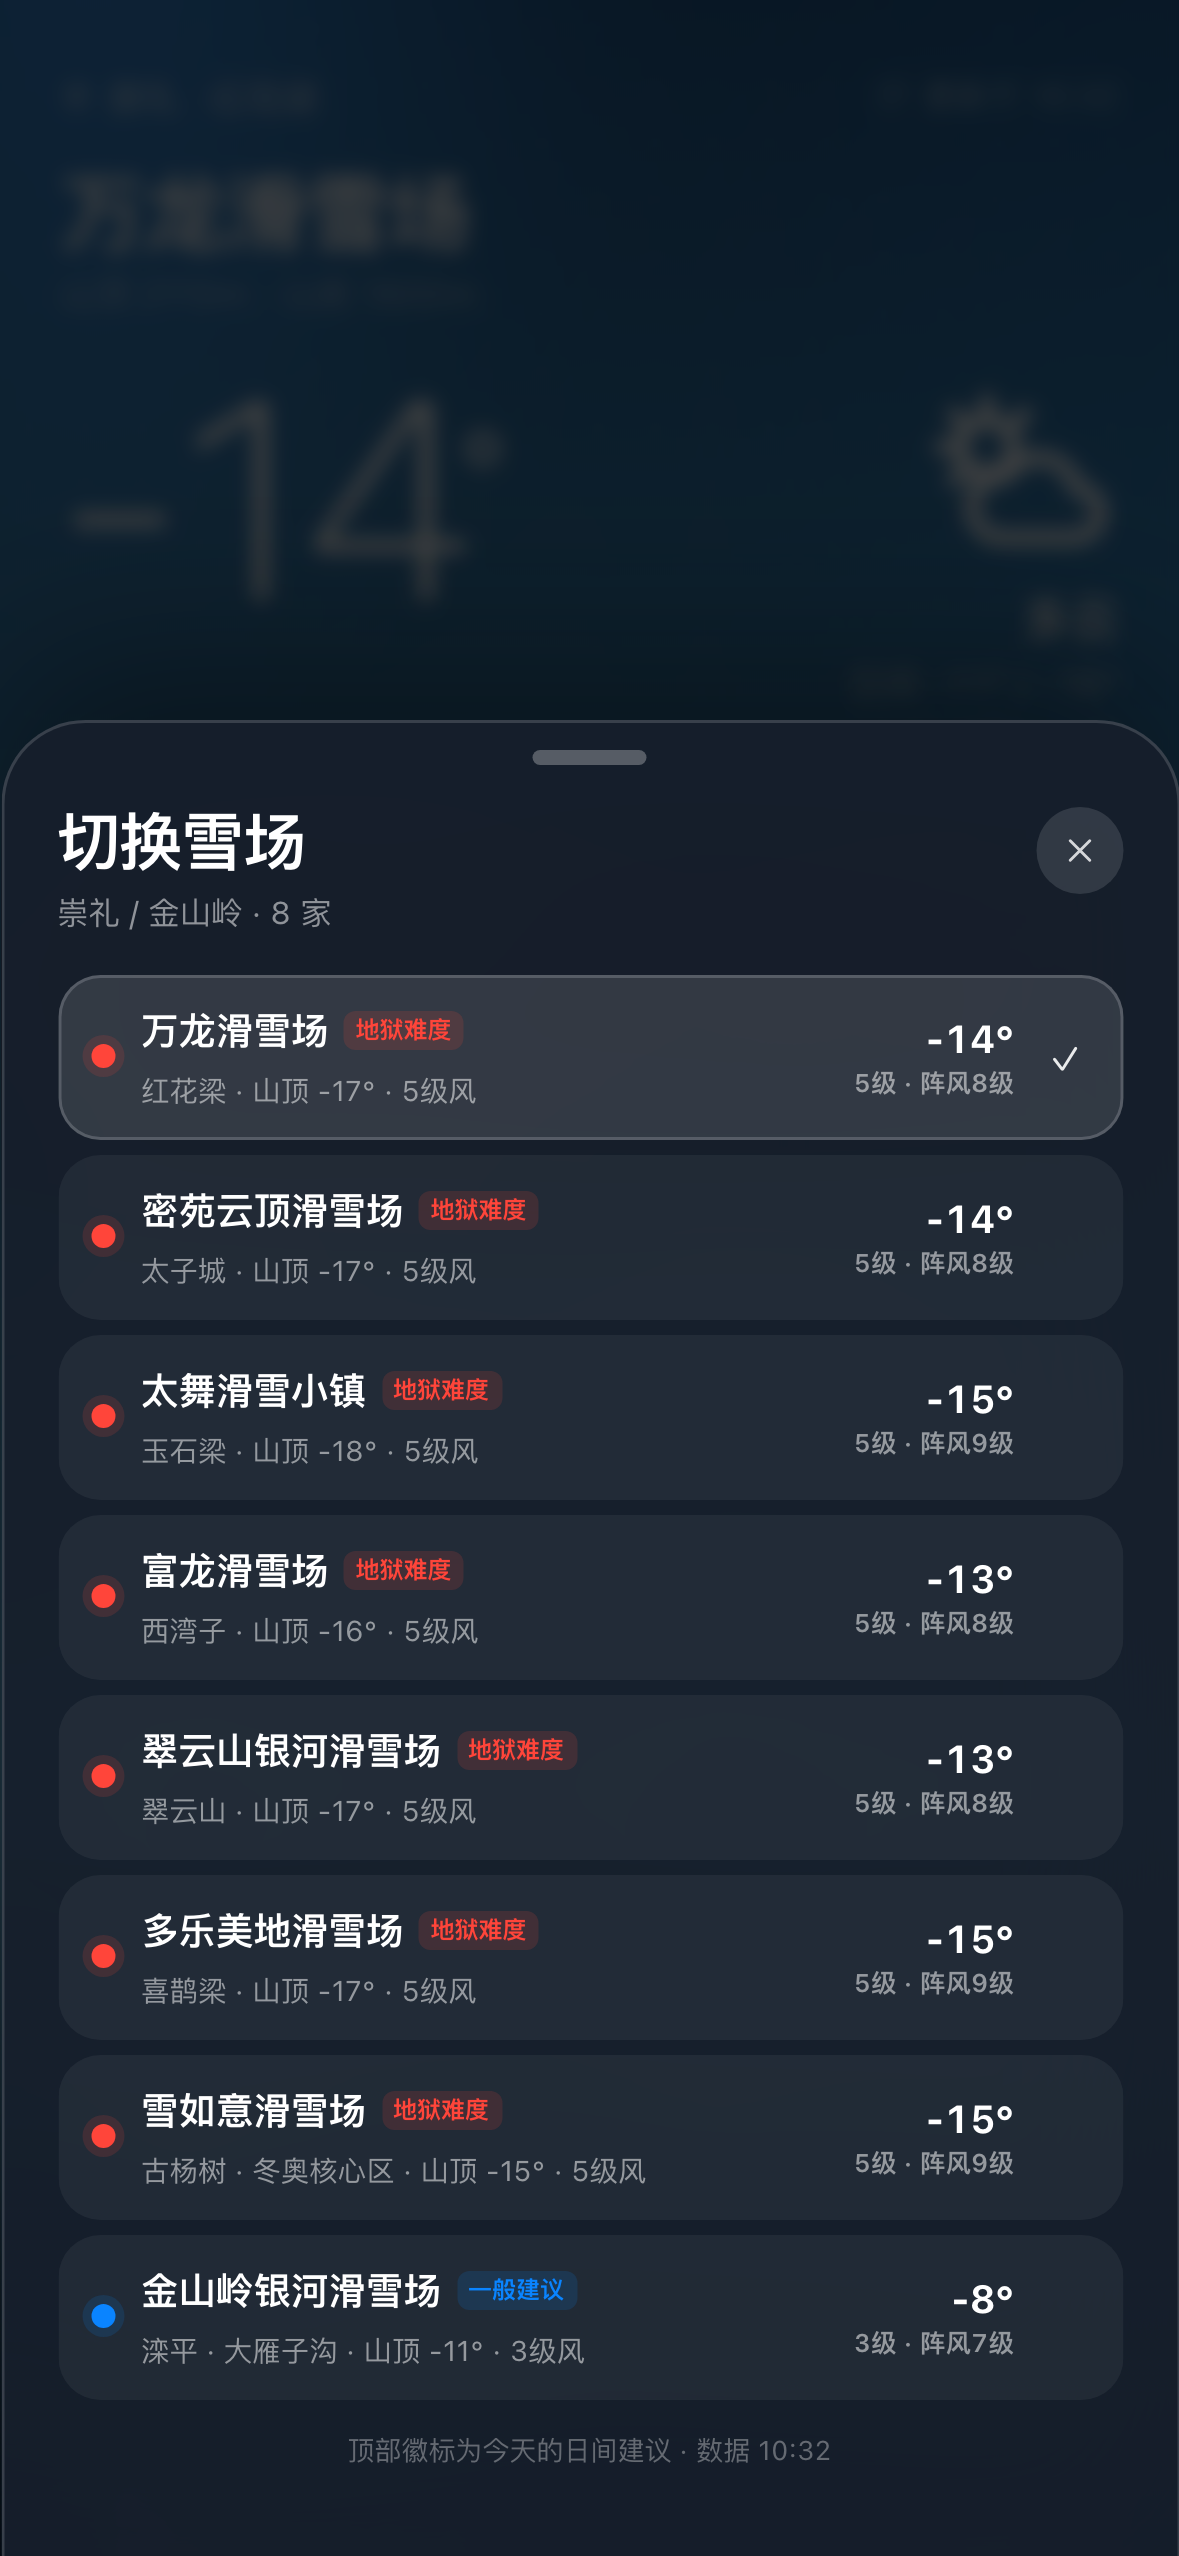 万龙滑雪场
-14°
切换雪场
崇礼 / 金山岭 · 8 家
万龙滑雪场 地狱难度
红花梁 · 山顶 -17° · 5级风
-14°
5级 · 阵风8级
密苑云顶滑雪场 地狱难度
太子城 · 山顶 -17° · 5级风
-14°
5级 · 阵风8级
太舞滑雪小镇 地狱难度
玉石梁 · 山顶 -18° · 5级风
-15°
5级 · 阵风9级
富龙滑雪场 地狱难度
西湾子 · 山顶 -16° · 5级风
-13°
5级 · 阵风8级
翠云山银河滑雪场 地狱难度
翠云山 · 山顶 -17° · 5级风
-13°
5级 · 阵风8级
多乐美地滑雪场 地狱难度
喜鹊梁 · 山顶 -17° · 5级风
-15°
5级 · 阵风9级
雪如意滑雪场 地狱难度
古杨树 · 冬奥核心区 · 山顶 -15° · 5级风
-15°
5级 · 阵风9级
金山岭银河滑雪场 一般建议
滦平 · 大雁子沟 · 山顶 -11° · 3级风
-8°
3级 · 阵风7级
顶部徽标为今天的日间建议 · 数据 10:32